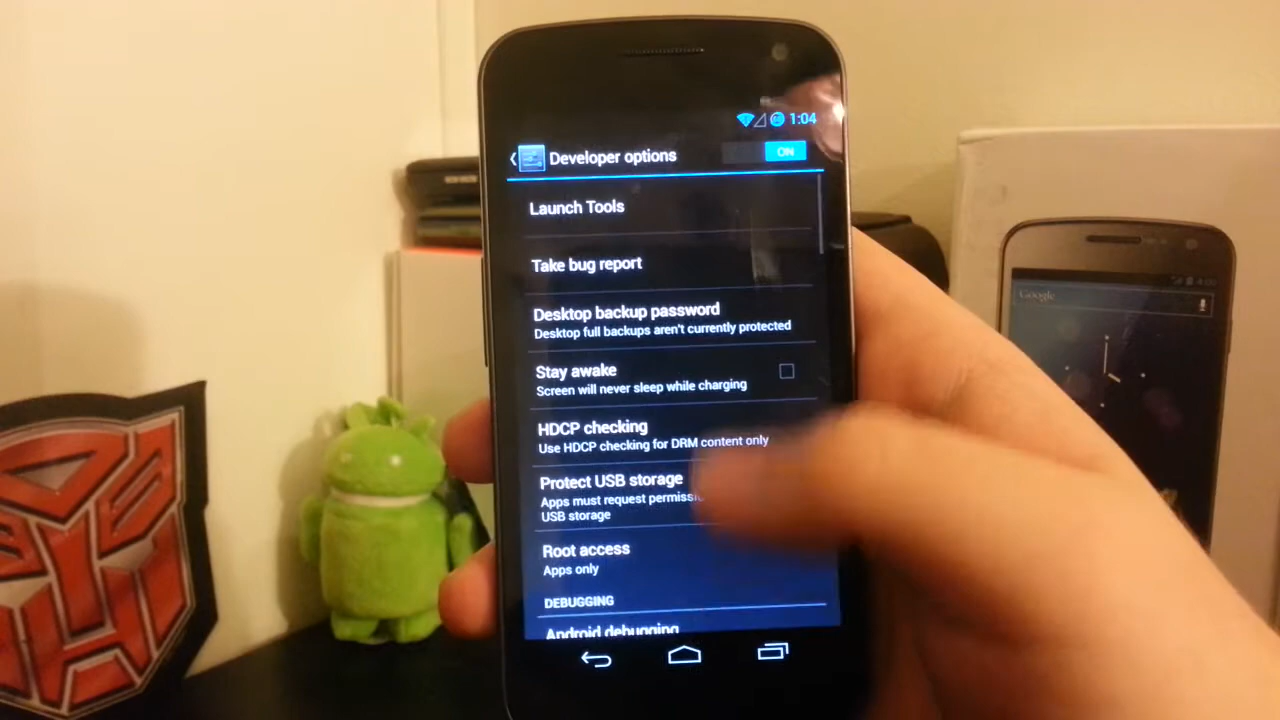 1:04
Developer options
ON
Launch Tools
Take bug report
Desktop backup password
Desktop full backups aren't currently protected
Stay awake
Screen will never sleep while charging
HDCP checking
Use HDCP checking for DRM content only
Protect USB storage
Apps must request
USB storage
Root access
Apps only
DEBUGGING
Android debugging
Google